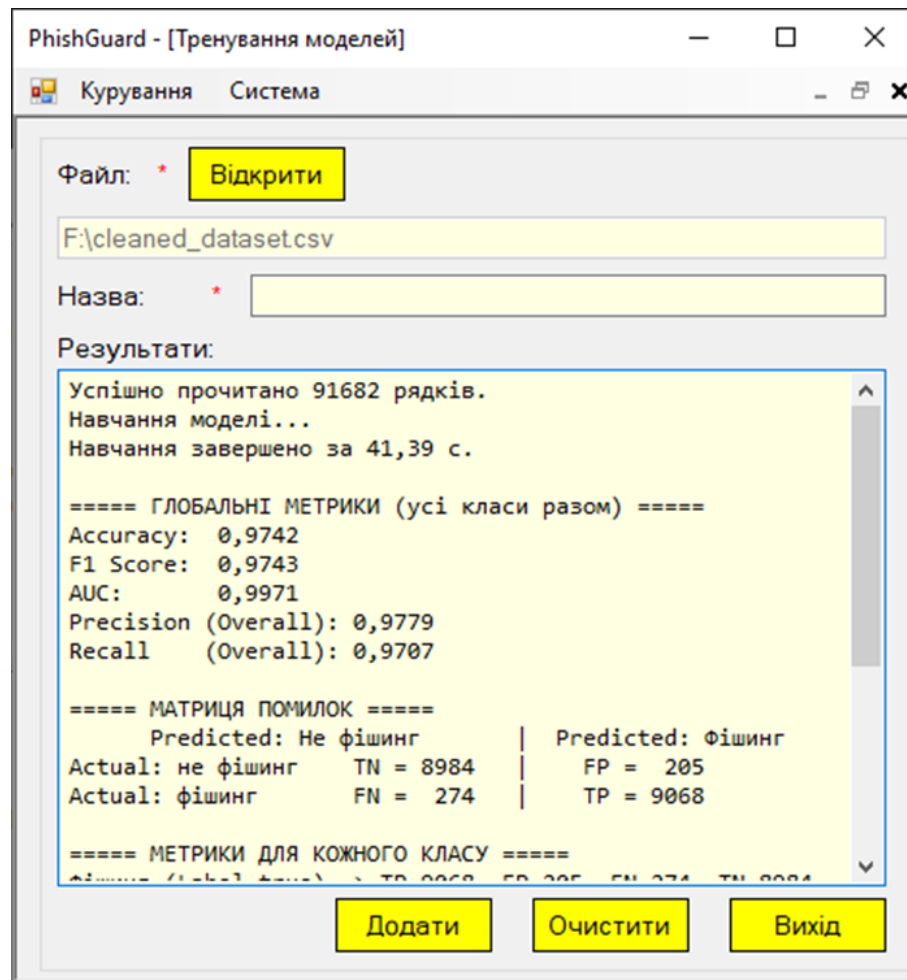 PhishGuard - [Тренування моделей]
Курування Система
Файл: * Відкрити
F:\cleaned_dataset.csv
Назва: *
Результати:
Успішно прочитано 91682 рядків.
Навчання моделі...
Навчання завершено за 41,39 с.
===== ГЛОБАЛЬНІ МЕТРИКИ (усі класи разом) =====
Accuracy: 0,9742
F1 Score: 0,9743
AUC: 0,9971
Precision (Overall): 0,9779
Recall (Overall): 0,9707
===== МАТРИЦЯ ПОМИЛОК =====
Predicted: Не фішинг | Predicted: Фішинг
Actual: не фішинг TN = 8984 | FP = 205
Actual: фішинг FN = 274 | TP = 9068
===== МЕТРИКИ ДЛЯ КОЖНОГО КЛАСУ =====
Додати Очистити Вихід